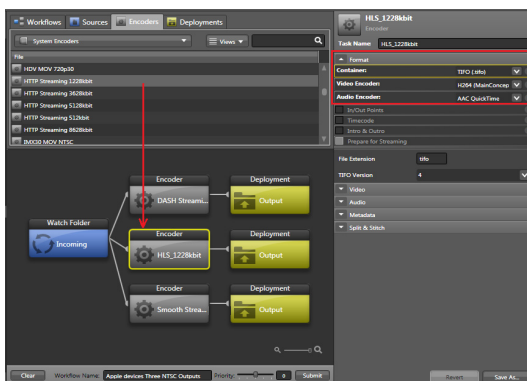 Workflows Sources Encoders Deployments
System Encoders Views
File
HDV MOV 720p30
HTTP Streaming 1228kbit
HTTP Streaming 3628kbit
HTTP Streaming 5128kbit
HTTP Streaming 512kbit
HTTP Streaming 8628kbit
IMX30 MOV NTSC
Encoder Deployment
DASH Streami... Output
Watch Folder
Incoming
Encoder Deployment
HLS_1228kbit Output
Encoder Deployment
Smooth Strea... Output
Clear Workflow Name: Apple devices Three NTSC Outputs Priority: 0 Submit
HLS_1228kbit
Encoder
Task Name HLS_1228kbit
Format
Container: TIFO (.tifo)
Video Encoder: H264 (MainConcep
Audio Encoder: AAC QuickTime
In/Out Points
Timecode
Intro & Outro
Prepare for Streaming
File Extension tifo
TIFO Version 4
Video
Audio
Metadata
Split & Stitch
Revert Save As...